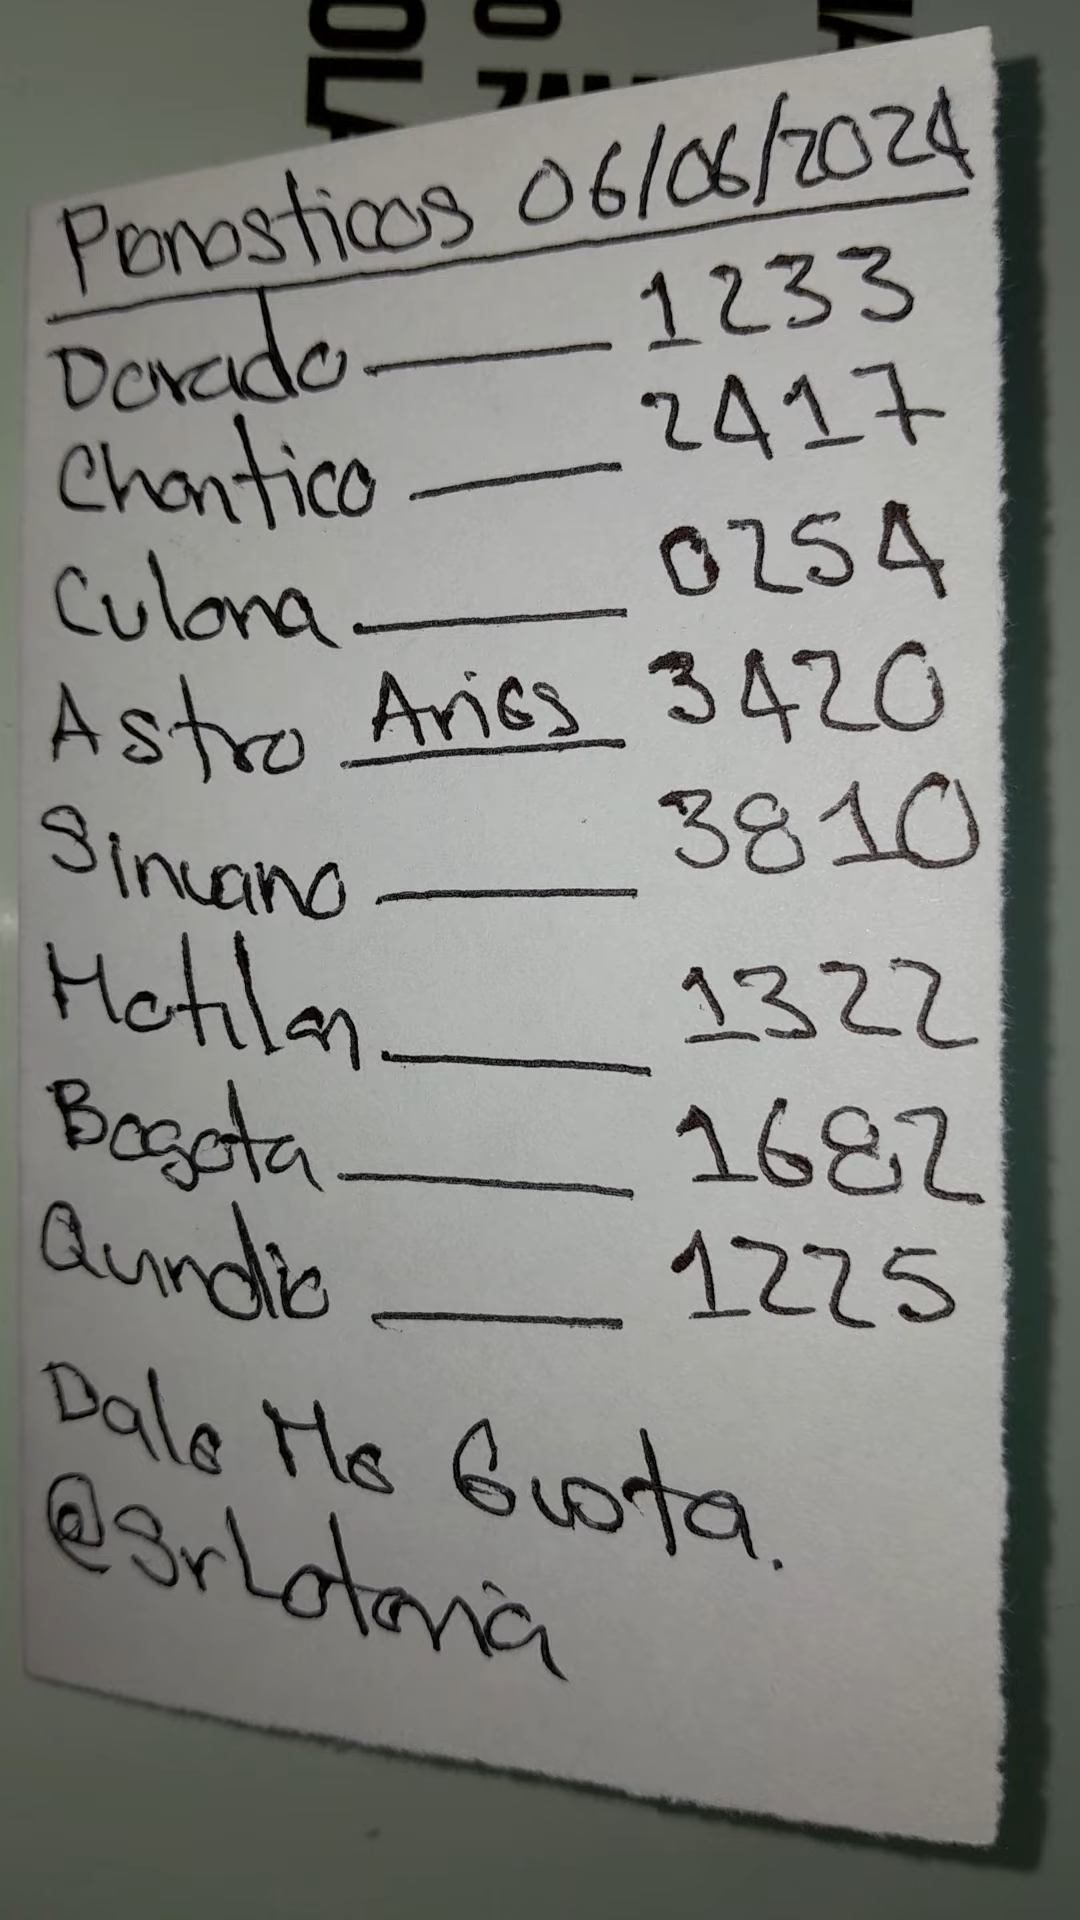 Pronosticos 06/06/2024
Dorado 1233
Chontico 2417
Culona 0254
Astro Aries 3420
Sinuano 3810
Motilon 1322
Bogota 1682
Quindio 1225
Dale Me Gusta.
@SrLoteria